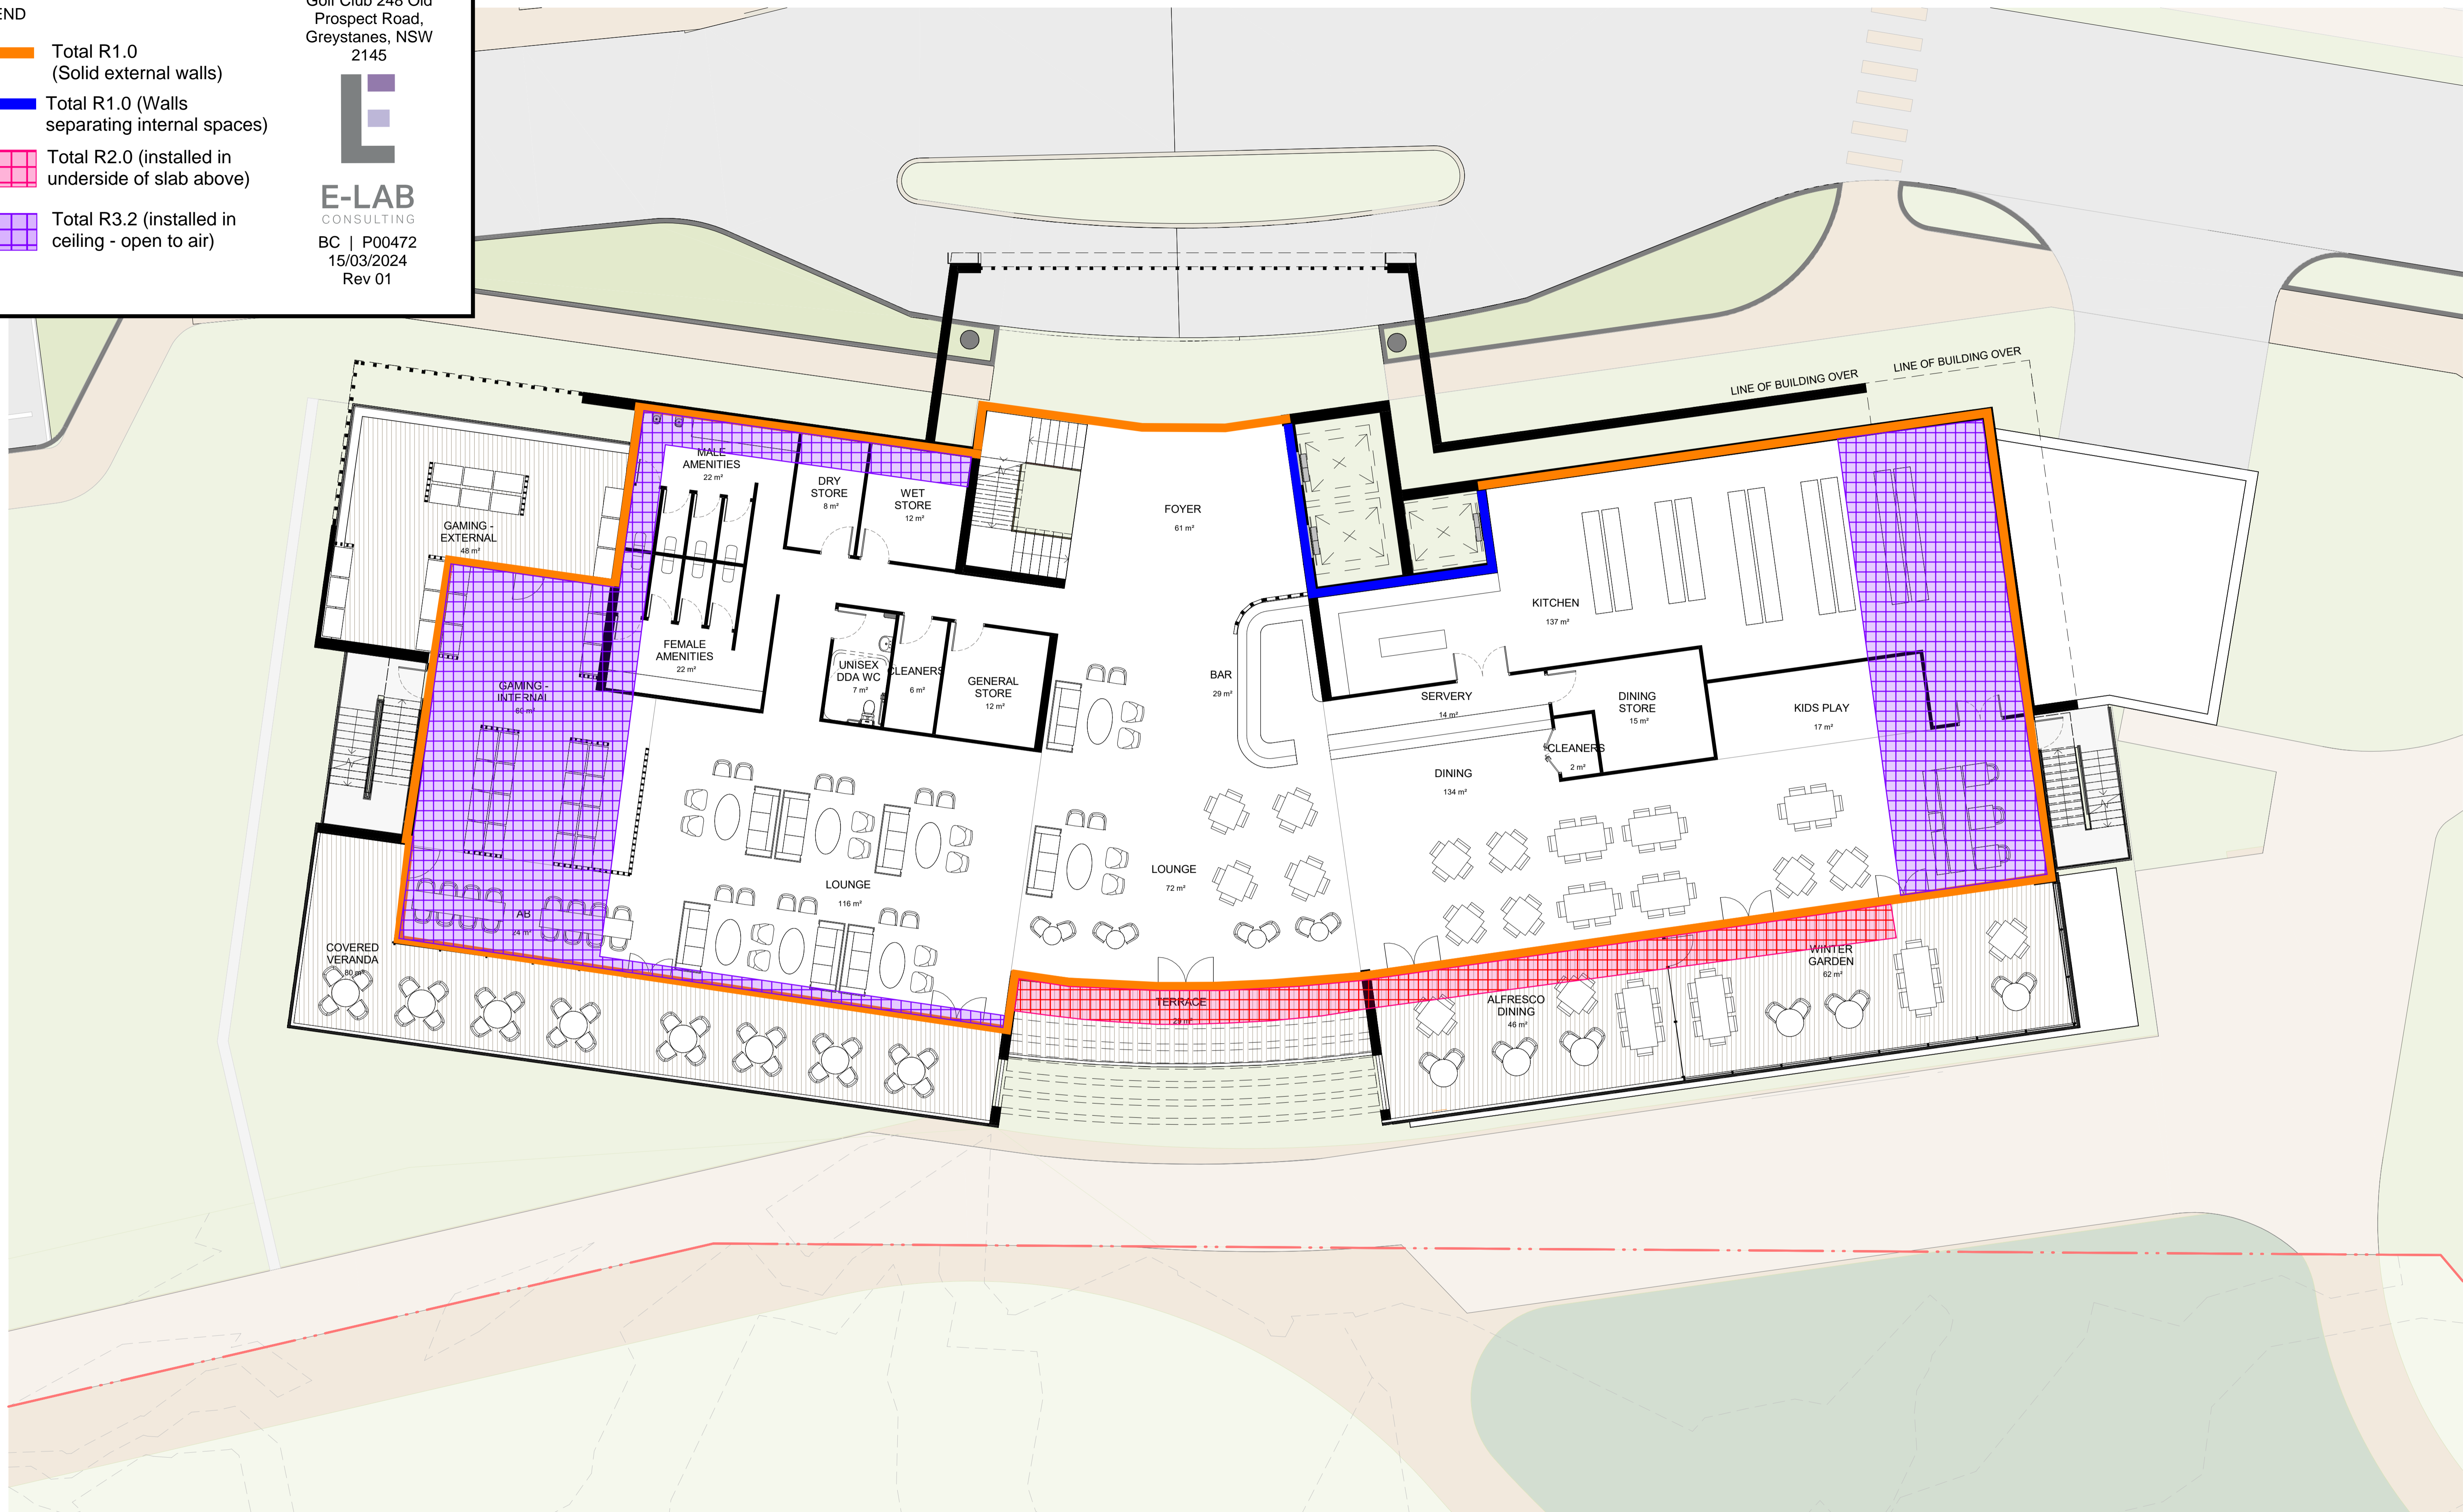 END
Total R1.0
(Solid external walls)
Total R1.0 (Walls
separating internal spaces)
Total R2.0 (installed in
underside of slab above)
Total R3.2 (installed in
ceiling - open to air)
Golf Club 248 Old
Prospect Road,
Greystanes, NSW
2145
E-LAB
CONSULTING
BC | P00472
15/03/2024
Rev 01
LINE OF BUILDING OVER
LINE OF BUILDING OVER
MALE
AMENITIES
22 m²
DRY
STORE
8 m²
WET
STORE
12 m²
FOYER
61 m²
GAMING -
EXTERNAL
48 m²
KITCHEN
137 m²
FEMALE
AMENITIES
22 m²
UNISEX
DDA WC
7 m²
CLEANERS
6 m²
GENERAL
STORE
12 m²
BAR
29 m²
SERVERY
14 m²
DINING
STORE
15 m²
KIDS PLAY
17 m²
GAMING -
INTERNAL
CLEANERS
2 m²
DINING
134 m²
LOUNGE
116 m²
LOUNGE
72 m²
AB
24 m²
COVERED
VERANDA
80 m²
WINTER
GARDEN
62 m²
TERRACE
29 m²
ALFRESCO
DINING
46 m²